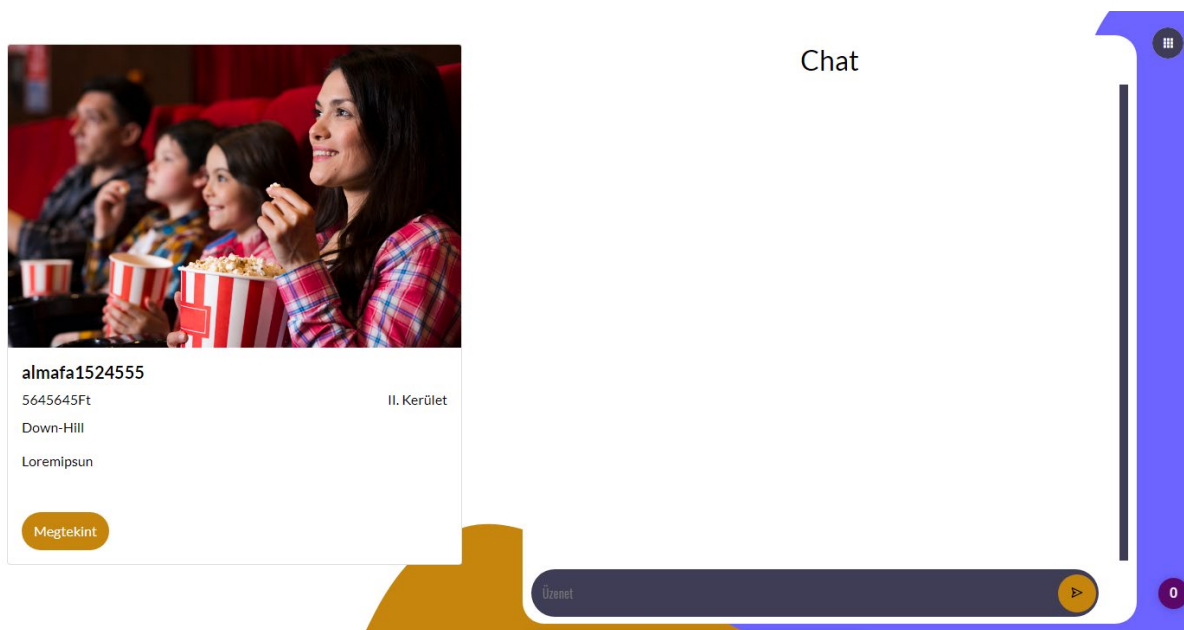 Chat
almafa1524555
5645645Ft
II. Kerület
Down-Hill
Loremipsun
Megtekint
Üzenet
0